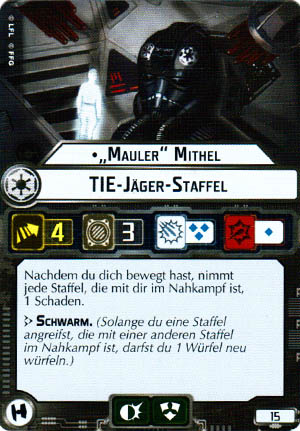 © LFL © FFG
•„Mauler“ Mithel
TIE-Jäger-Staffel
4 3
Nachdem du dich bewegt hast, nimmt
jede Staffel, die mit dir im Nahkampf ist,
1 Schaden.
Schwarm. (Solange du eine Staffel
angreifst, die mit einer anderen Staffel
im Nahkampf ist, darfst du 1 Würfel neu
würfeln.)
15